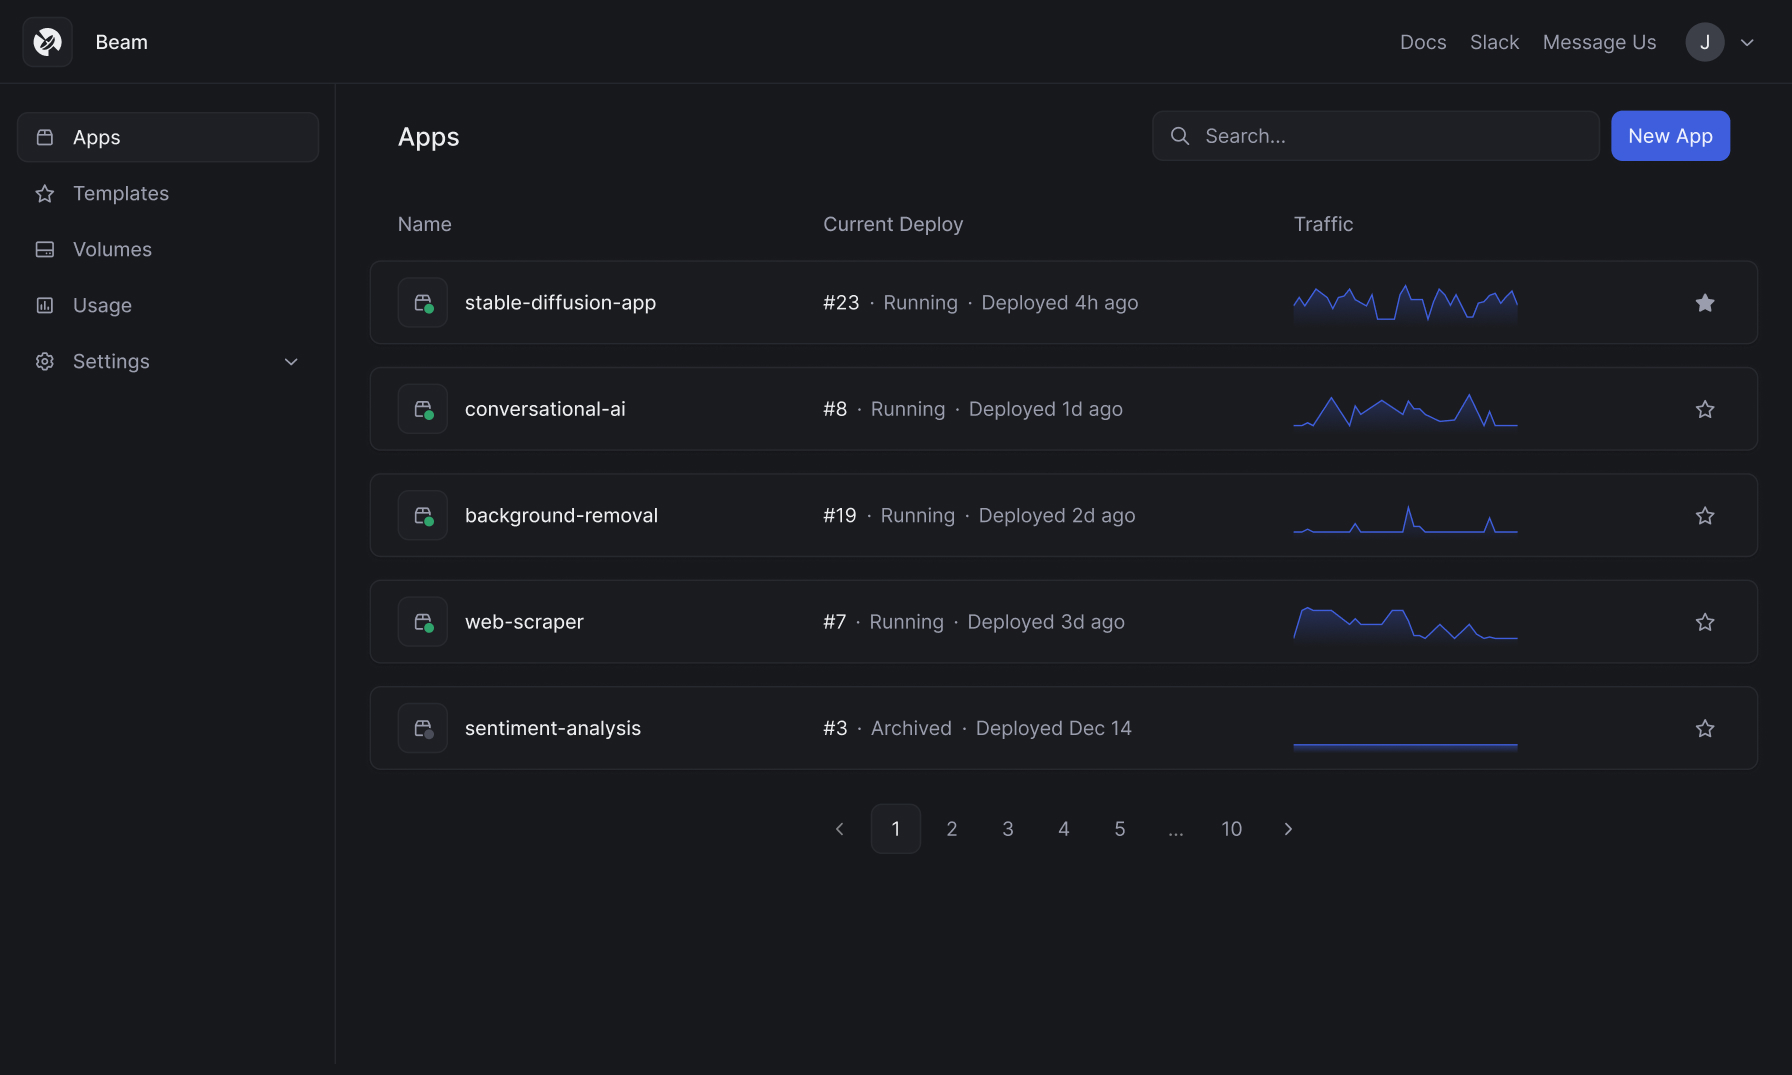 Beam
Docs Slack Message Us J
Apps
Templates
Volumes
Usage
Settings
Apps
Search...
New App
Name Current Deploy Traffic
stable-diffusion-app #23 · Running · Deployed 4h ago
conversational-ai #8 · Running · Deployed 1d ago
background-removal #19 · Running · Deployed 2d ago
web-scraper #7 · Running · Deployed 3d ago
sentiment-analysis #3 · Archived · Deployed Dec 14
1 2 3 4 5 ... 10